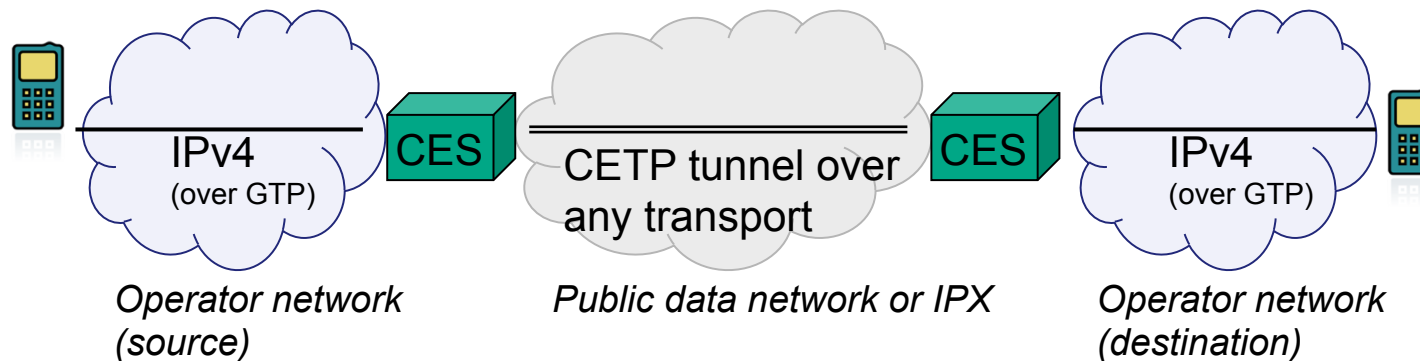 IPv4
(over GTP)
CES
CETP tunnel over
any transport
CES
IPv4
(over GTP)
Operator network
(source)
Public data network or IPX
Operator network
(destination)